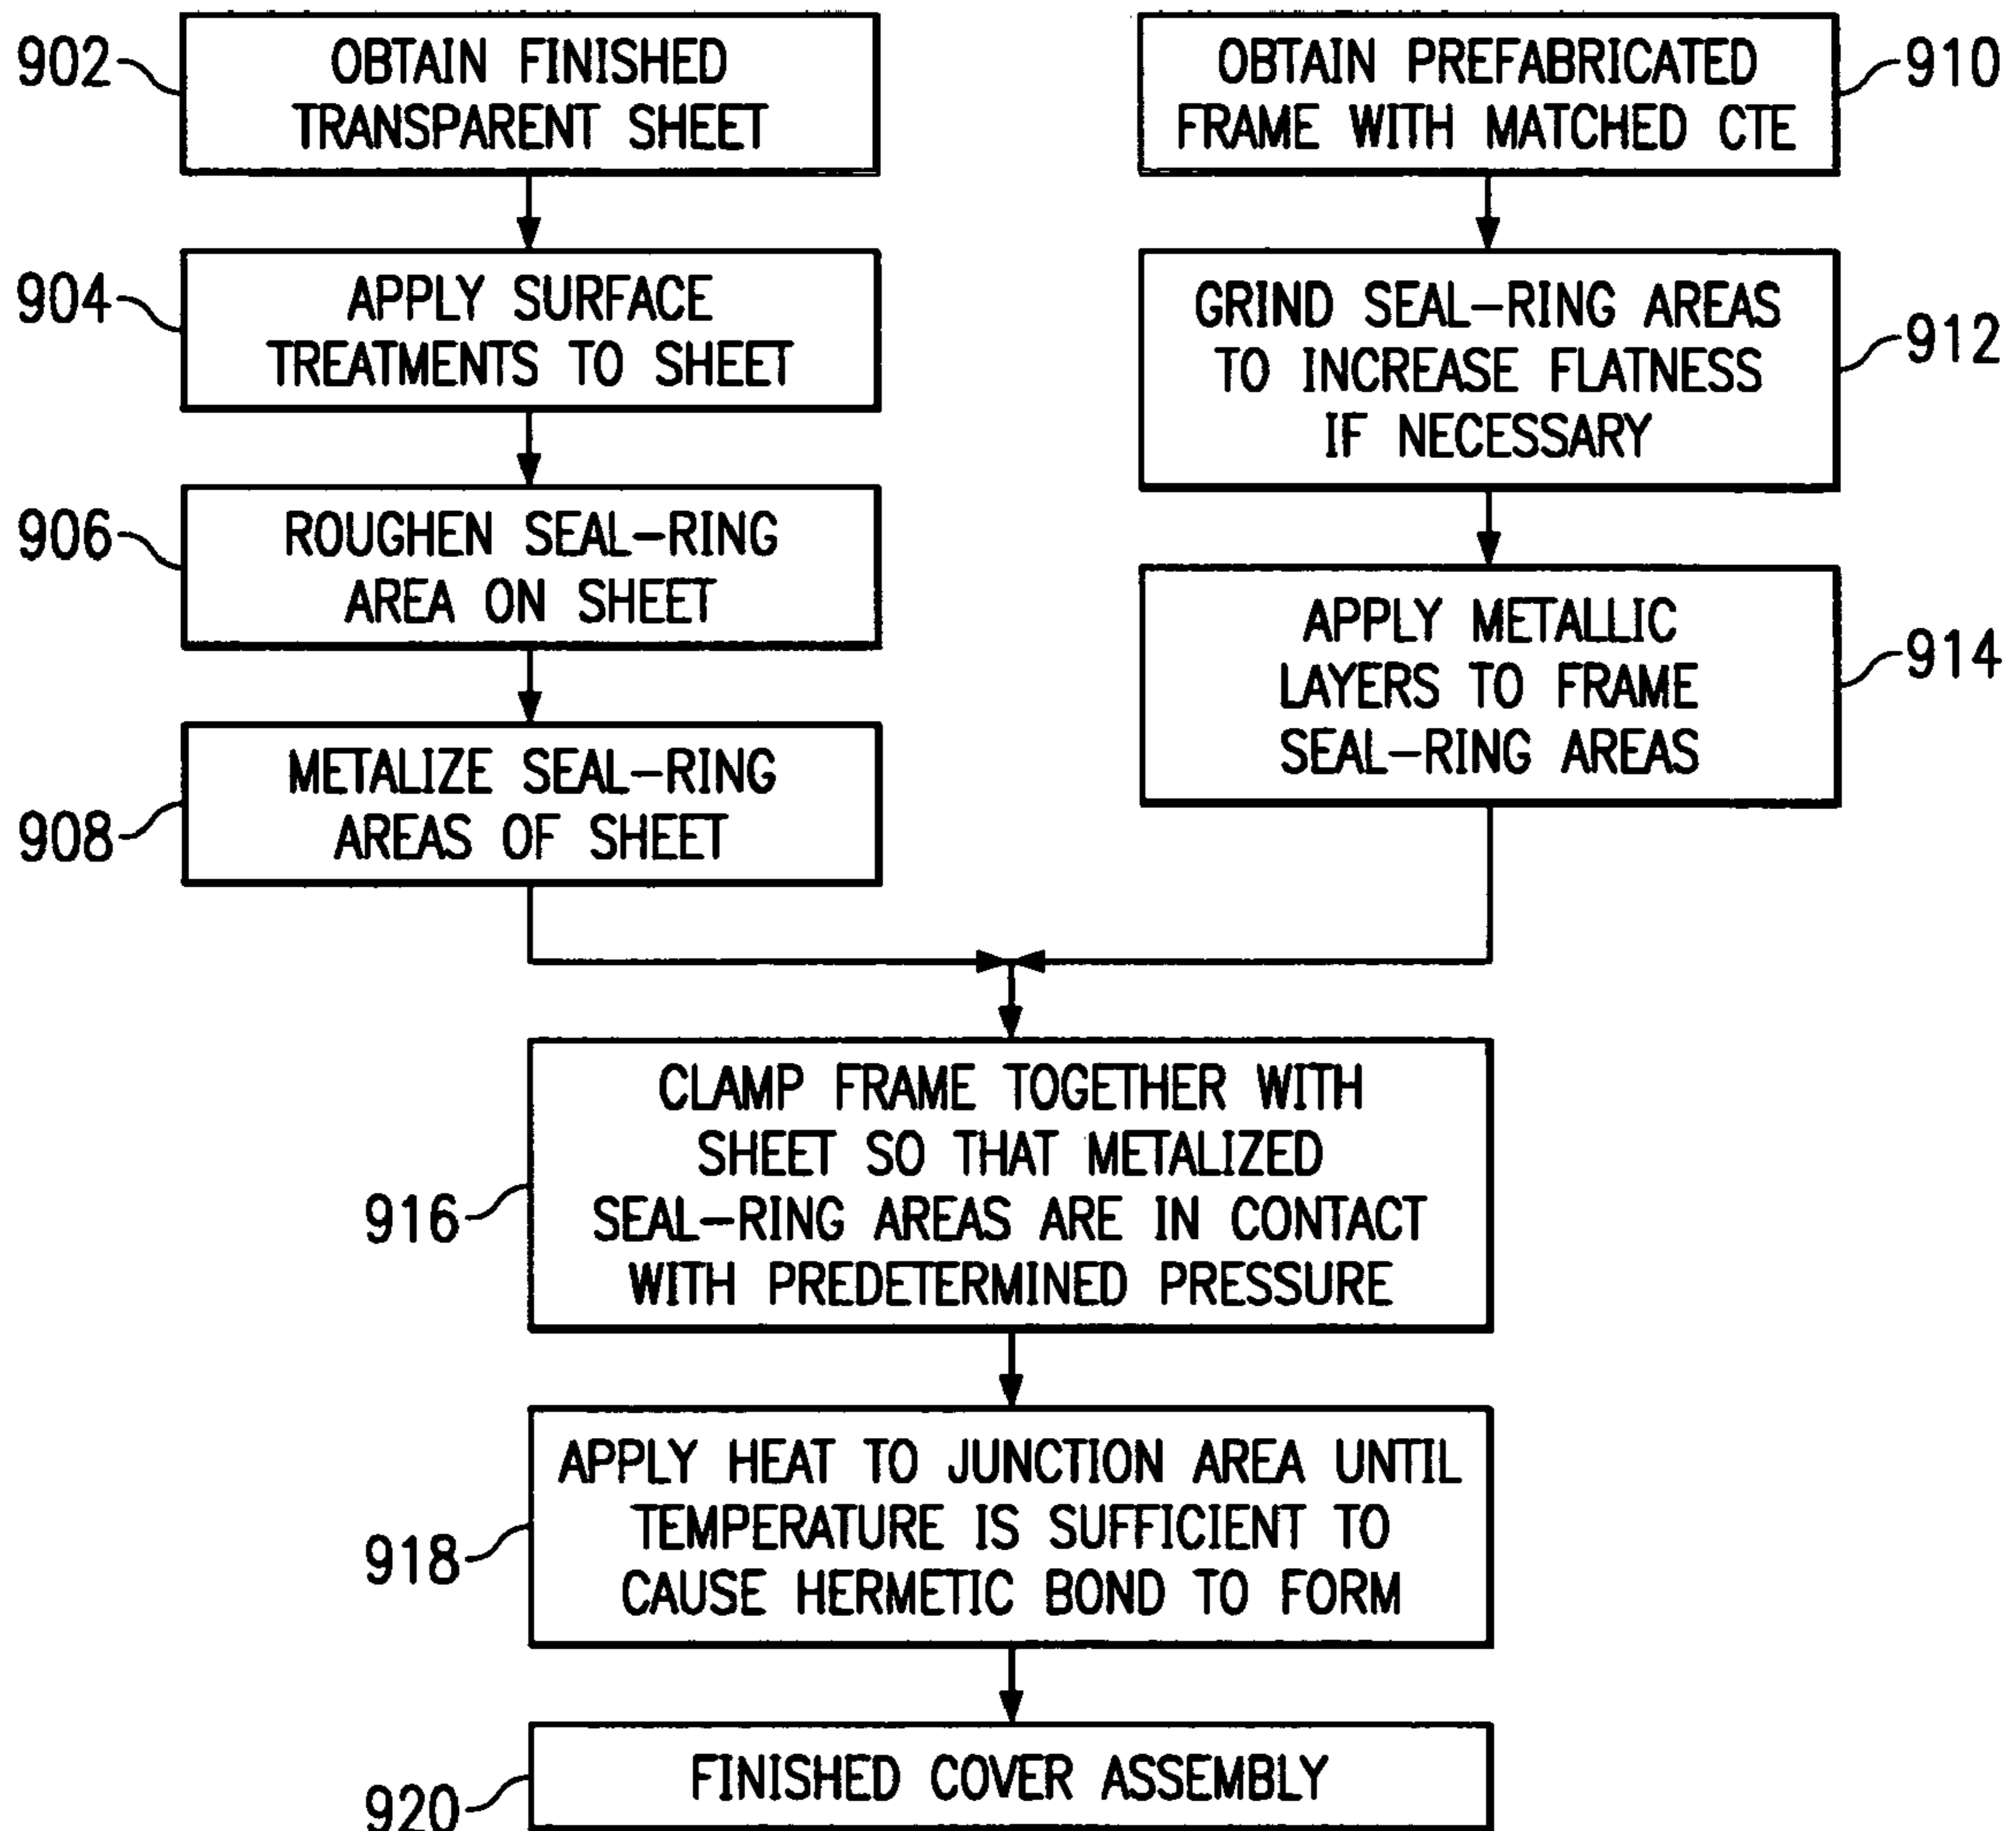 902
OBTAIN FINISHED
TRANSPARENT SHEET
904
APPLY SURFACE
TREATMENTS TO SHEET
906
ROUGHEN SEAL-RING
AREA ON SHEET
908
METALIZE SEAL-RING
AREAS OF SHEET
910
OBTAIN PREFABRICATED
FRAME WITH MATCHED CTE
912
GRIND SEAL-RING AREAS
TO INCREASE FLATNESS
IF NECESSARY
914
APPLY METALLIC
LAYERS TO FRAME
SEAL-RING AREAS
916
CLAMP FRAME TOGETHER WITH
SHEET SO THAT METALIZED
SEAL-RING AREAS ARE IN CONTACT
WITH PREDETERMINED PRESSURE
918
APPLY HEAT TO JUNCTION AREA UNTIL
TEMPERATURE IS SUFFICIENT TO
CAUSE HERMETIC BOND TO FORM
920
FINISHED COVER ASSEMBLY